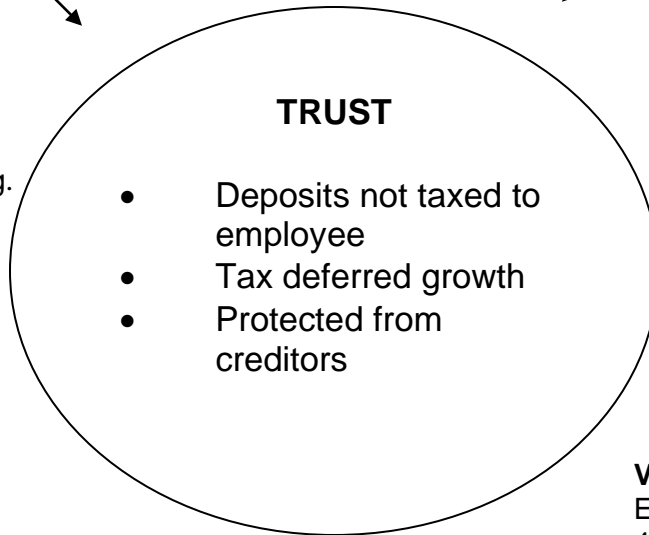 TRUST
g.
• Deposits not taxed to
employee
• Tax deferred growth
• Protected from
creditors
V
E